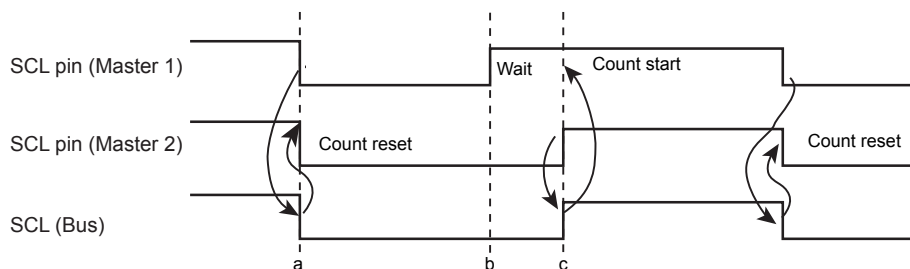 SCL pin (Master 1)
Wait
Count start
SCL pin (Master 2)
Count reset
Count reset
SCL (Bus)
a
b
c